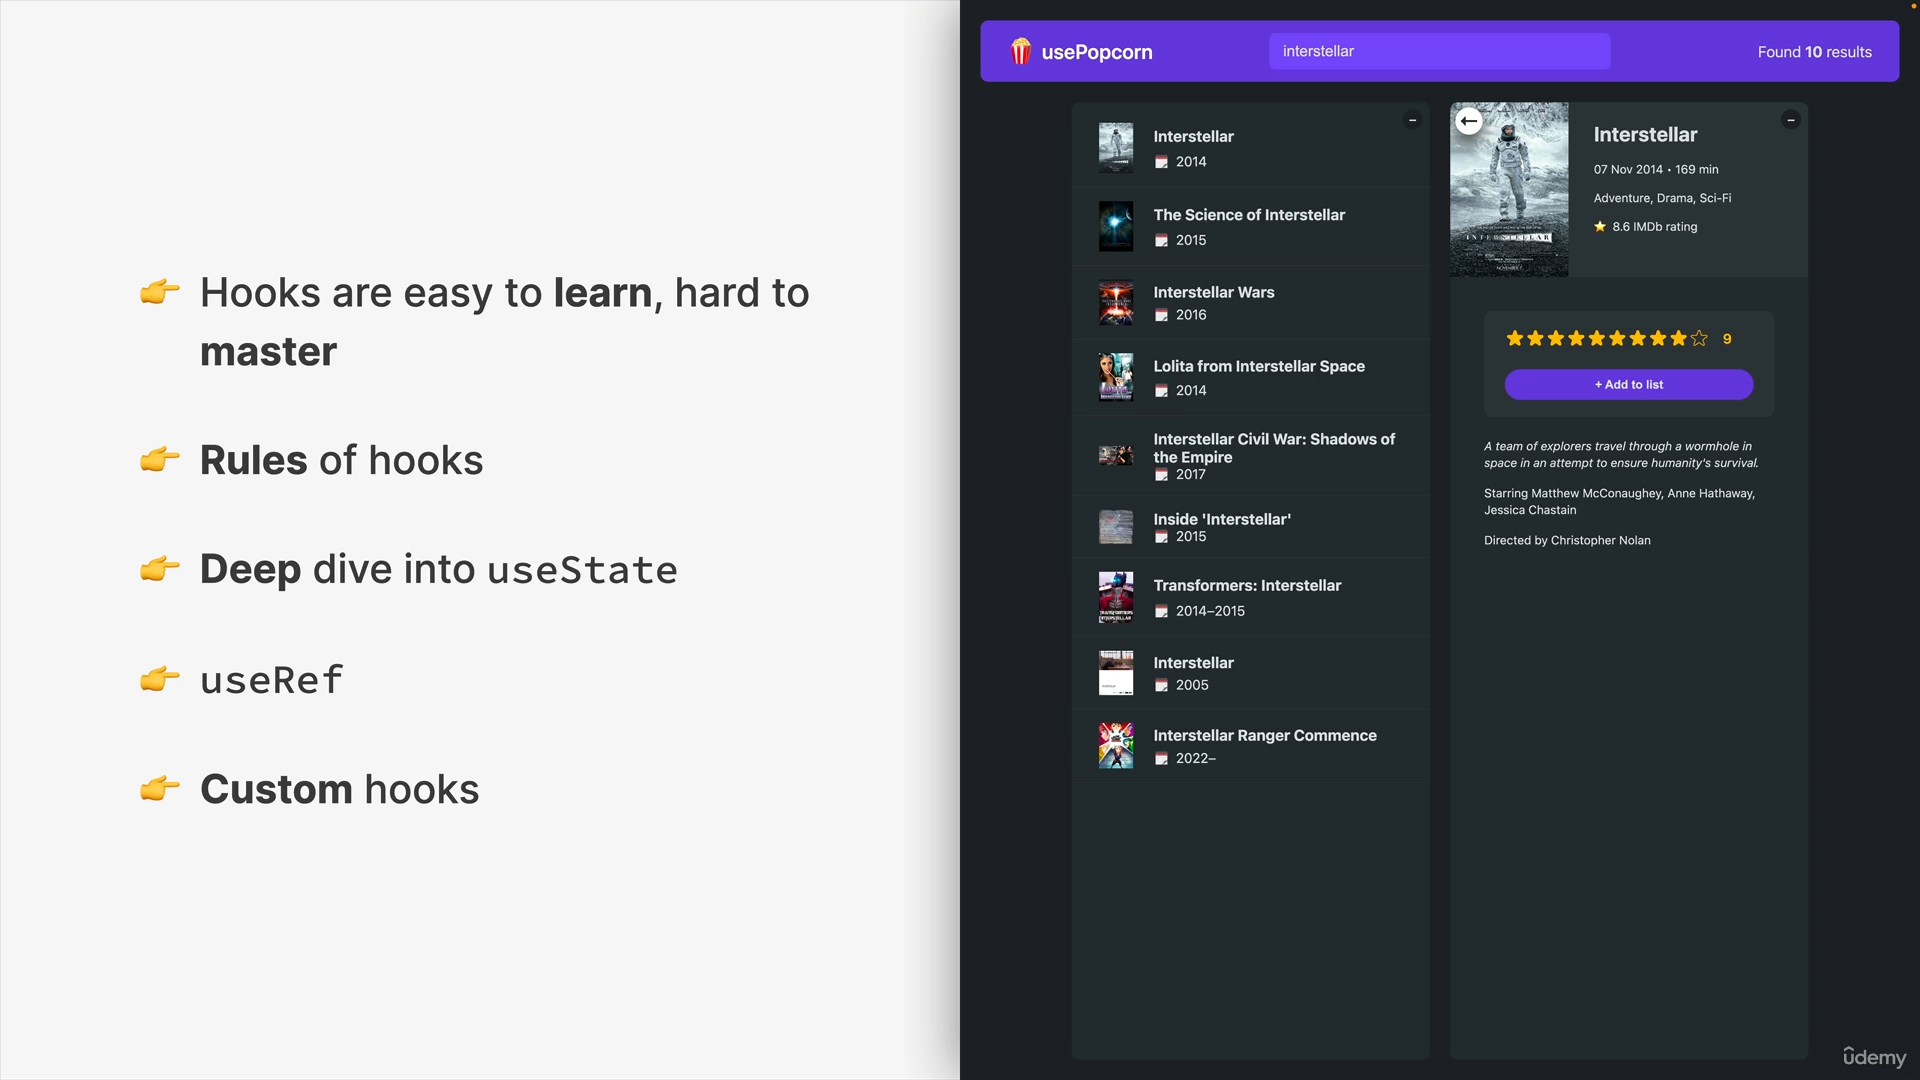 Hooks are easy to learn, hard to
master
Rules of hooks
Deep dive into useState
useRef
Custom hooks
usePopcorn
interstellar
Found 10 results
Interstellar
2014
The Science of Interstellar
2015
Interstellar Wars
2016
Lolita from Interstellar Space
2014
Interstellar Civil War: Shadows of
the Empire
2017
Inside 'Interstellar'
2015
Transformers: Interstellar
2014–2015
Interstellar
2005
Interstellar Ranger Commence
2022–
INTERSTELLAR
Interstellar
07 Nov 2014 • 169 min
Adventure, Drama, Sci-Fi
8.6 IMDb rating
9
+ Add to list
A team of explorers travel through a wormhole in
space in an attempt to ensure humanity's survival.
Starring Matthew McConaughey, Anne Hathaway,
Jessica Chastain
Directed by Christopher Nolan
udemy